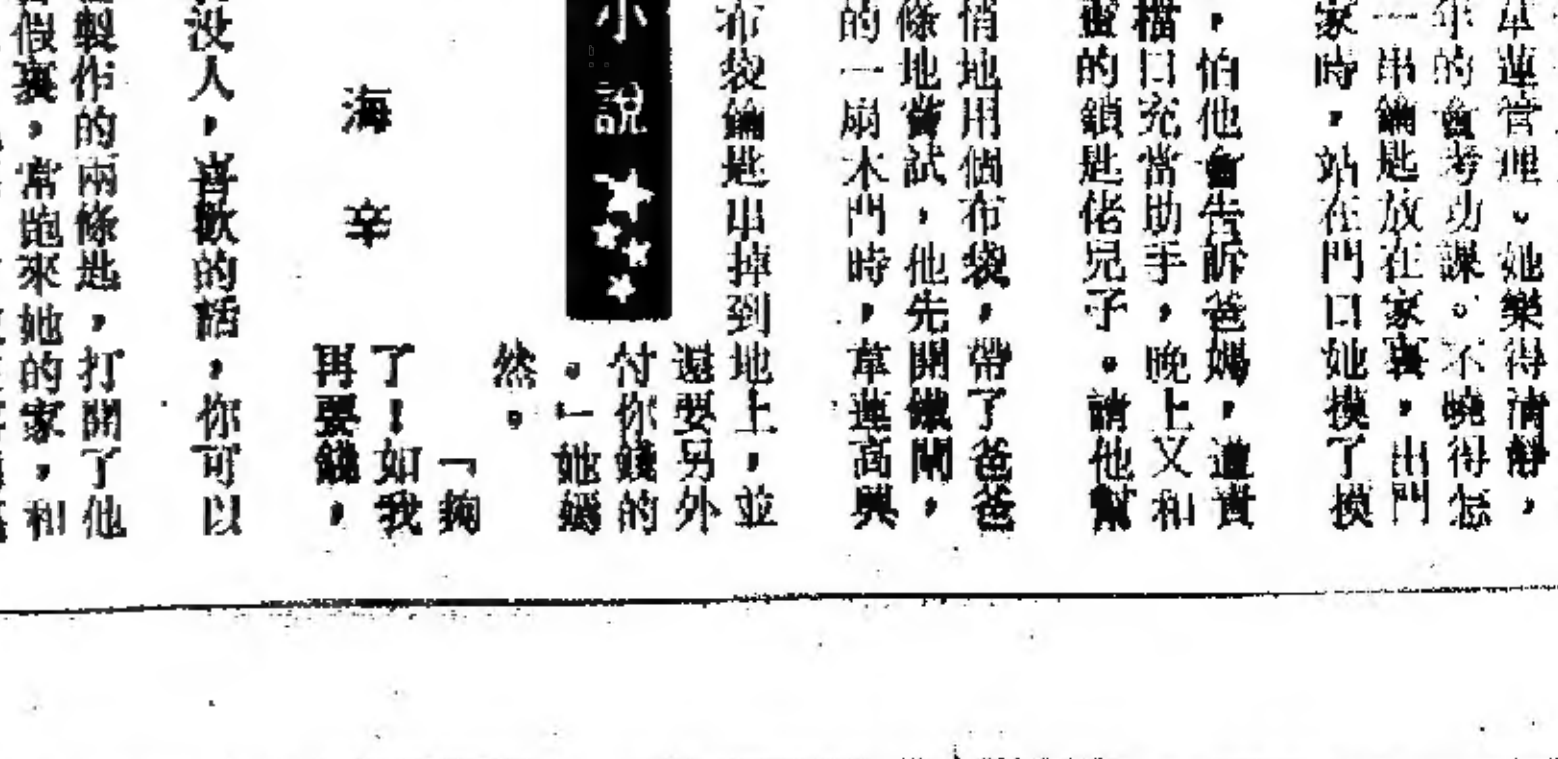 韋蓮管理。她樂得清靜,
年的會考功課。不曉得怎
一串鑰匙放在家裏,出門
家時,站在門口她摸了摸
,怕他會告訴爸媽,遭責
檔口充當助手,晚上又和
蜜的鎖匙佬兒子。請他幫
悄地用個布袋,帶了爸爸
條地嘗試,他先開鐵閘,
的一扇木門時,韋蓮高興
布袋鑰匙串掉到地上,並
還要另外
付你錢的
。」她嫣
然。
小說
海辛
「夠
了!如我
再要錢,
沒人,喜歡的話,你可以
製作的兩條匙,打開了他
假裏,常跑來她的家,和